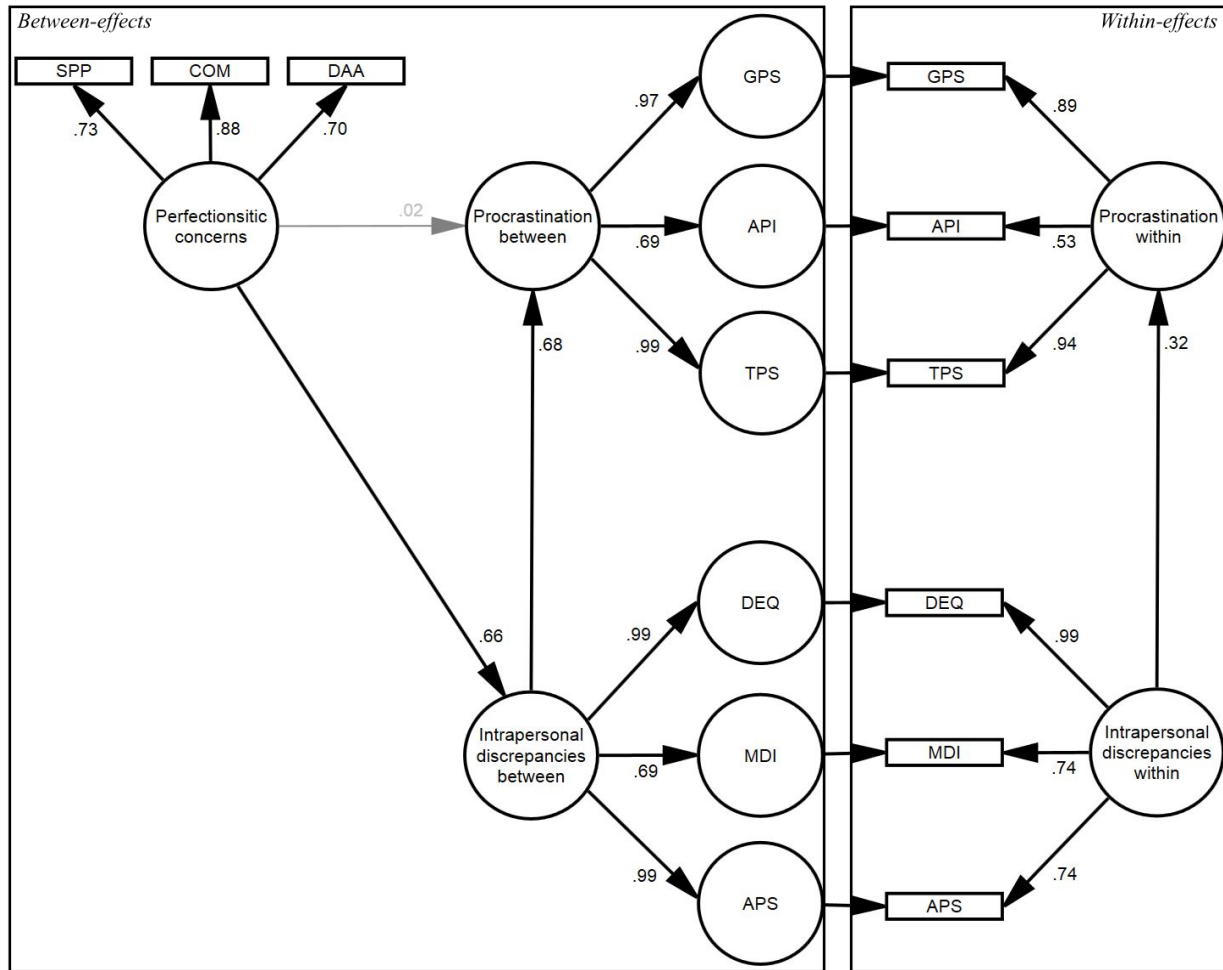 Between-effects
Within-effects
SPP
COM
DAA
GPS
GPS
.73
.88
.70
.97
.89
Perfectionsitic
concerns
.02
Procrastination
between
.69
API
API
.53
Procrastination
within
.99
TPS
TPS
.94
.68
.32
.66
.99
DEQ
DEQ
.99
Intrapersonal
discrepancies
between
.69
MDI
MDI
.74
Intrapersonal
discrepancies
within
.99
APS
APS
.74